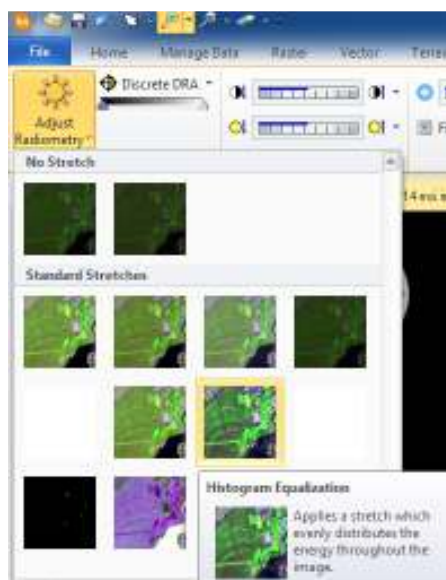 File Home Manage Data Raster Vector
Discrete DRA
Adjust
Radiometry
No Stretch
Standard Stretches
Histogram Equalization
Applies a stretch which
evenly distributes the
energy throughout the
image.